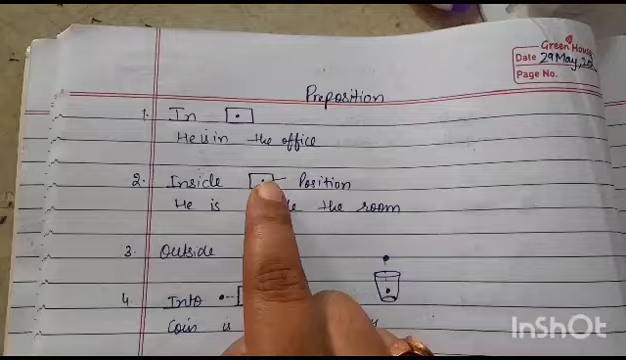 Green House
Date 29 May, 20
Page No.
Preposition
1. In
He is in the office
2. Inside Position
He is the room
3. Outside
4. Into
Coin is
InShOt